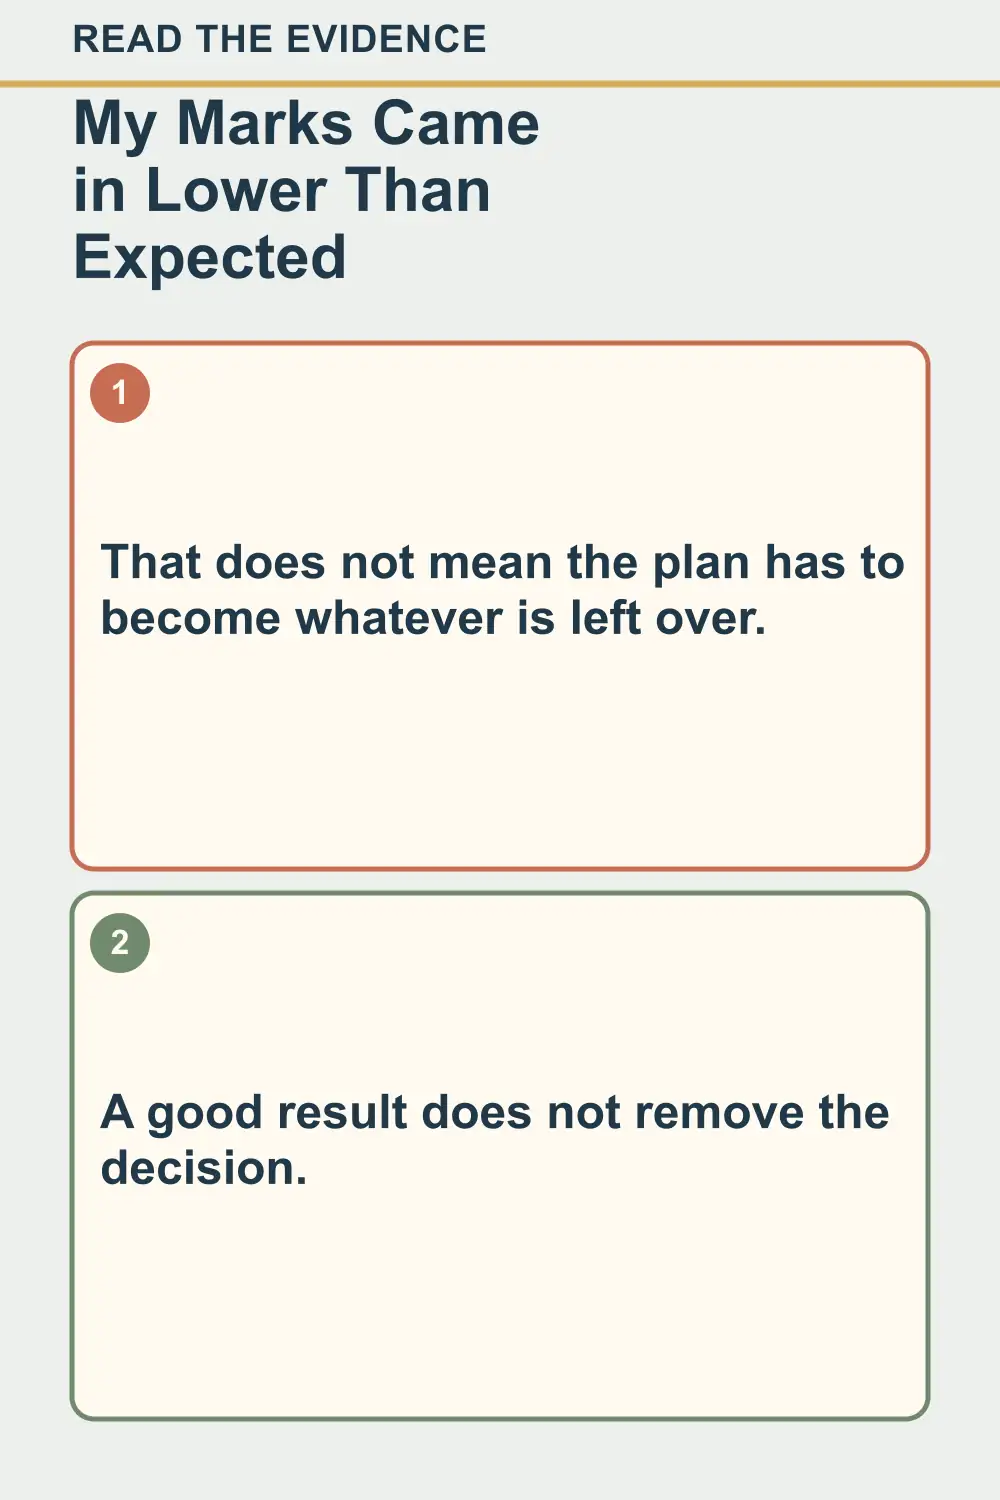 READ THE EVIDENCE
My Marks Came
in Lower Than
Expected
1
That does not mean the plan has to
become whatever is left over.
2
A good result does not remove the
decision.